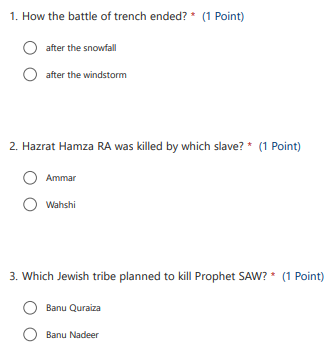 1. How the battle of trench ended? * (1 Point)
after the snowfall
after the windstorm
2. Hazrat Hamza RA was killed by which slave? * (1 Point)
Ammar
Wahshi
3. Which Jewish tribe planned to kill Prophet SAW? * (1 Point)
Banu Quraiza
Banu Nadeer